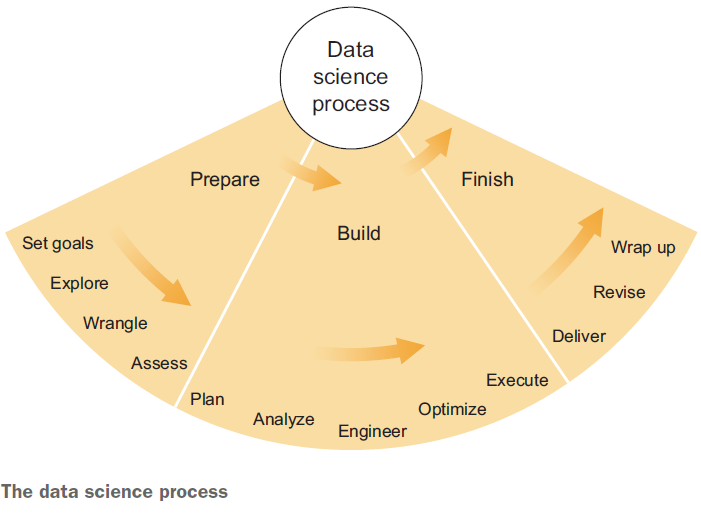 Data
science
process
Prepare
Build
Finish
Set goals
Explore
Wrangle
Assess
Plan
Analyze
Engineer
Optimize
Execute
Deliver
Revise
Wrap up
The data science process